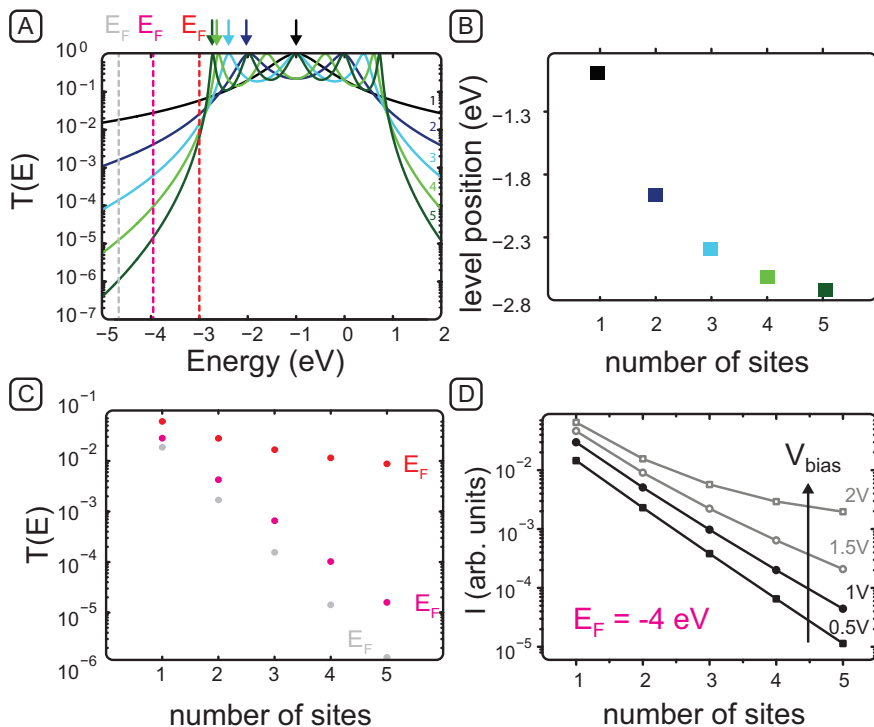 A
E_F E_F E_F
10^0
10^-1
10^-2
10^-3
10^-4
10^-5
10^-6
10^-7
T(E)
1
2
3
4
5
−5 −4 −3 −2 −1 0 1 2
Energy (eV)
B
level position (eV)
−1.3
−1.8
−2.3
−2.8
1 2 3 4 5
number of sites
C
T(E)
10^-1
10^-2
10^-3
10^-4
10^-5
10^-6
E_F
E_F
E_F
1 2 3 4 5
number of sites
D
I (arb. units)
10^-2
10^-3
10^-4
10^-5
V_bias
2V
1.5V
1V
0.5V
E_F = -4 eV
1 2 3 4 5
number of sites